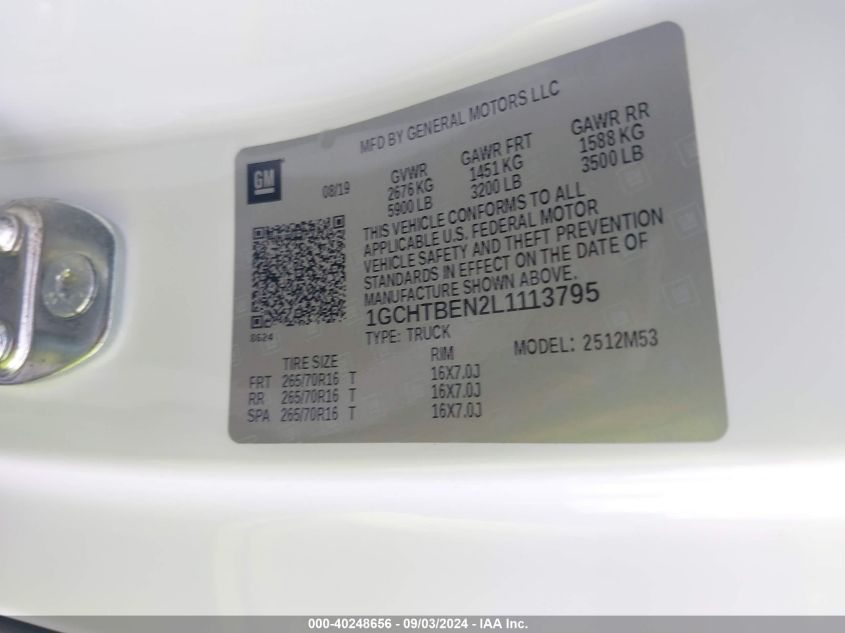 MFD BY GENERAL MOTORS LLC
GM
08/19
GVWR GAWR FRT GAWR RR
2676 KG 1451 KG 1588 KG
5900 LB 3200 LB 3500 LB
THIS VEHICLE CONFORMS TO ALL
APPLICABLE U.S. FEDERAL MOTOR
VEHICLE SAFETY AND THEFT PREVENTION
STANDARDS IN EFFECT ON THE DATE OF
MANUFACTURE SHOWN ABOVE.
1GCHTBEN2L1113795
8624
TYPE: TRUCK MODEL: 2512M53
TIRE SIZE RIM
FRT 265/70R16 T 16X7.0J
RR 265/70R16 T 16X7.0J
SPA 265/70R16 T 16X7.0J
000-40248656 - 09/03/2024 - IAA Inc.